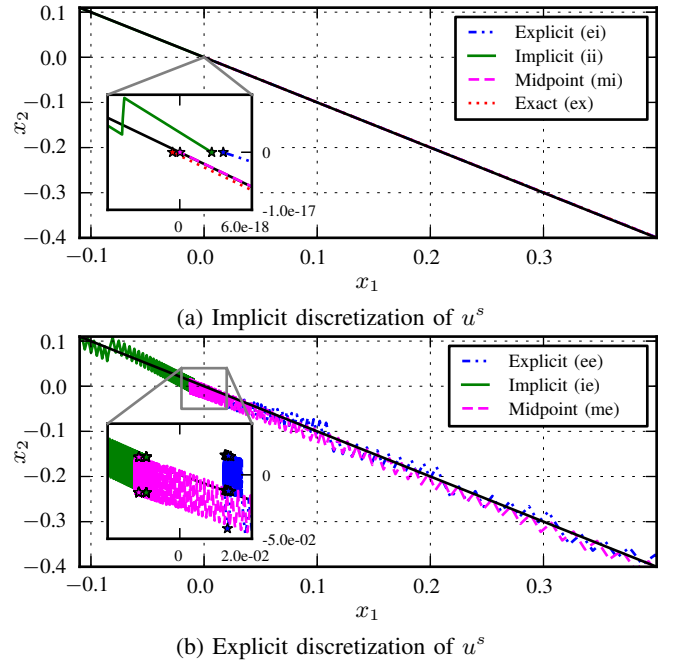 0.1
0.0
−0.1
−0.2
−0.3
−0.4
x2
Explicit (ei)
Implicit (ii)
Midpoint (mi)
Exact (ex)
0
-1.0e-17
0
6.0e-18
−0.1
0.0
0.1
0.2
0.3
x1
(a) Implicit discretization of u^s
0.1
0.0
−0.1
−0.2
−0.3
−0.4
x2
Explicit (ee)
Implicit (ie)
Midpoint (me)
0
-5.0e-02
0
2.0e-02
−0.1
0.0
0.1
0.2
0.3
x1
(b) Explicit discretization of u^s